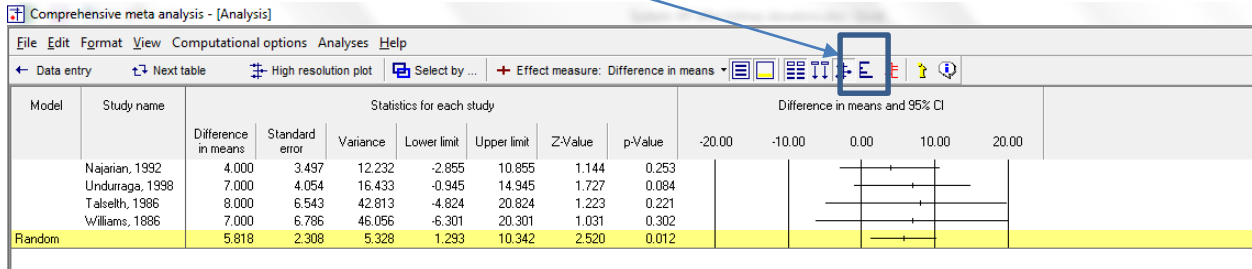 Comprehensive meta analysis - [Analysis]
File Edit Format View Computational options Analyses Help
Data entry Next table High resolution plot Select by ... Effect measure: Difference in means E
Model Study name Statistics for each study Difference in means and 95% CI
Difference in means Standard error Variance Lower limit Upper limit Z-Value p-Value -20.00 -10.00 0.00 10.00 20.00
Najarian, 1992 4.000 3.497 12.232 -2.855 10.855 1.144 0.253
Undurraga, 1998 7.000 4.054 16.433 -0.945 14.945 1.727 0.084
Talselth, 1986 8.000 6.543 42.813 -4.824 20.824 1.223 0.221
Williams, 1886 7.000 6.786 46.056 -6.301 20.301 1.031 0.302
Random 5.818 2.308 5.328 1.293 10.342 2.520 0.012